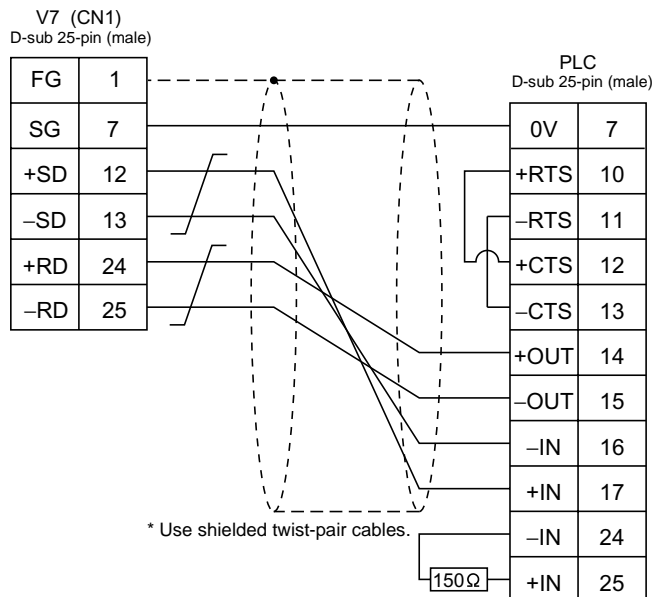 V7 (CN1)
D-sub 25-pin (male)
FG 1
SG 7
+SD 12
−SD 13
+RD 24
−RD 25
PLC
D-sub 25-pin (male)
0V 7
+RTS 10
−RTS 11
+CTS 12
−CTS 13
+OUT 14
−OUT 15
−IN 16
+IN 17
−IN 24
+IN 25
150Ω
* Use shielded twist-pair cables.